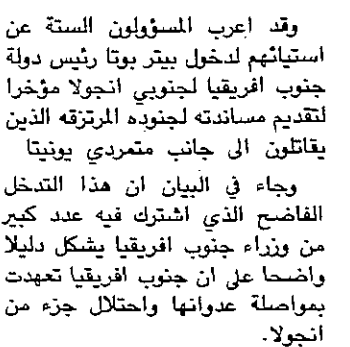 وقد اعرب المسؤولون الستة عن
استيائهم لدخول بيتر بوتا رئيس دولة
جنوب افريقيا لجنوبي انجولا مؤخرا
لتقديم مساندته لجنوده المرتزقه الذين
يقاتلون الى جانب متمردي يونيتا
وجاء في البيان ان هذا التدخل
الفاضح الذي اشترك فيه عدد كبير
من وزراء جنوب افريقيا يشكل دليلا
واضحا على ان جنوب افريقيا تعهدت
بمواصلة عدوانها واحتلال جزء من
انجولا.